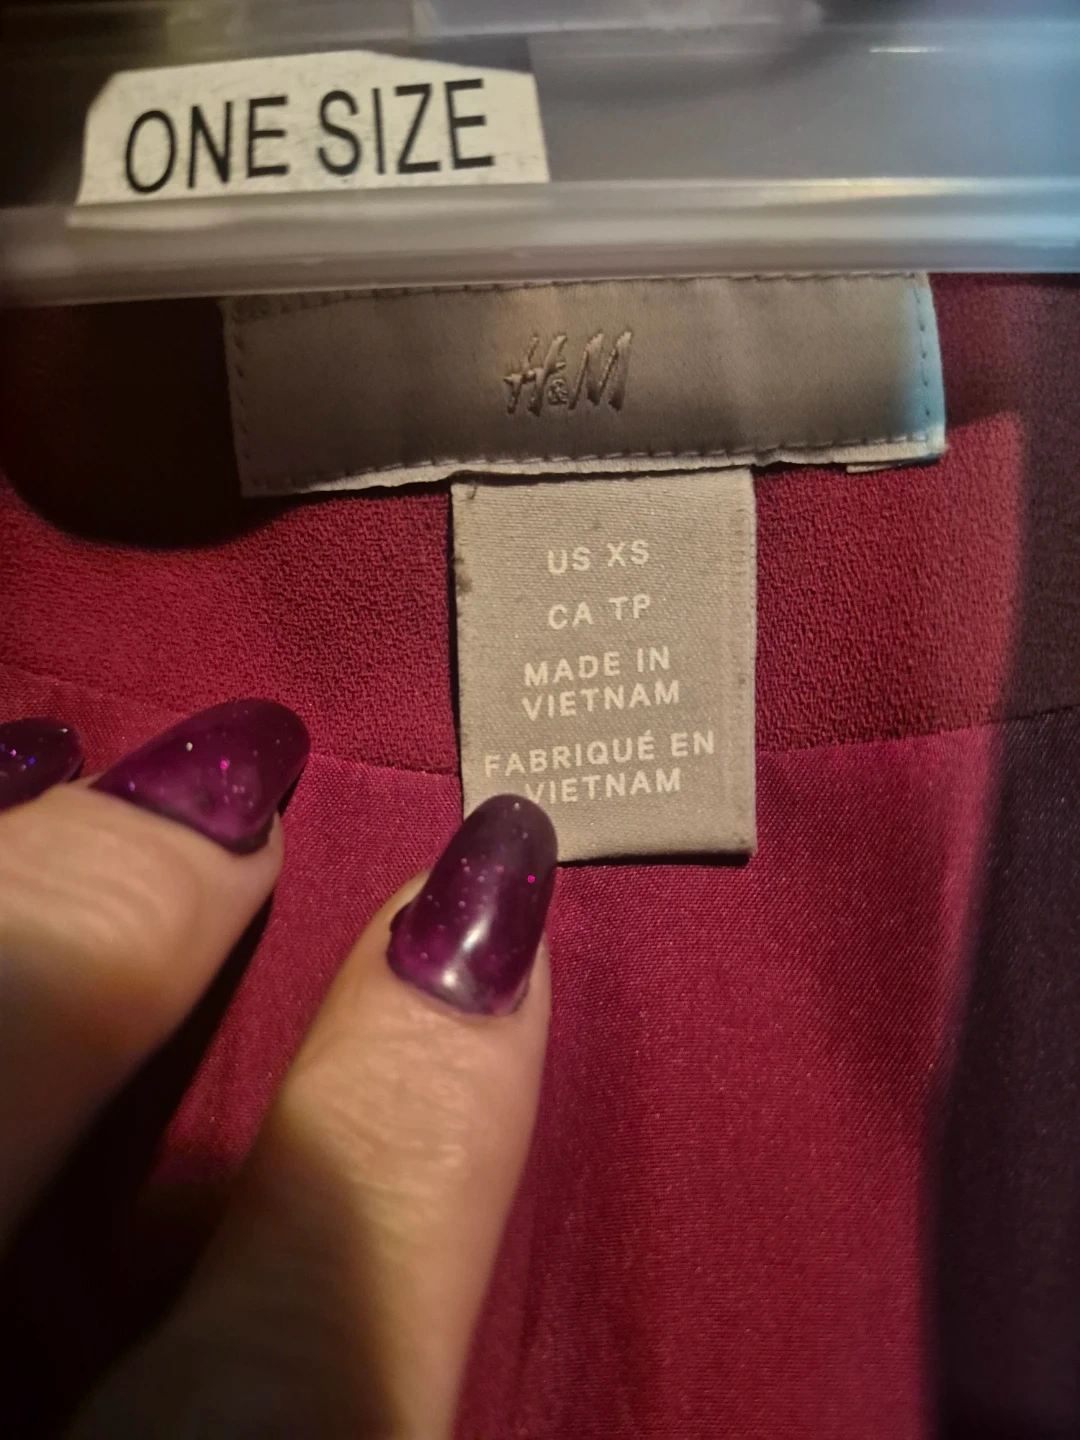 ONE SIZE
H&M
US XS
CA TP
MADE IN
VIETNAM
FABRIQUÉ EN
VIETNAM